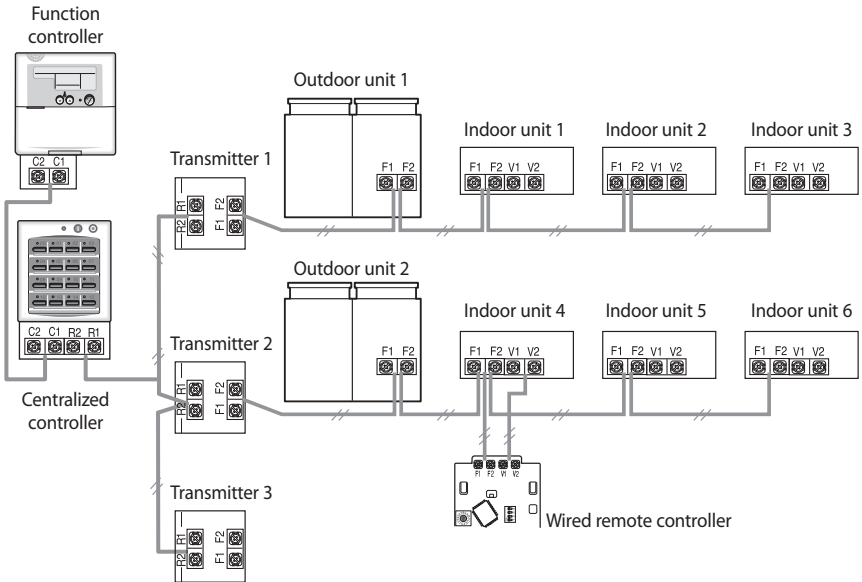 Function
controller
C2 C1
Outdoor unit 1
F1 F2
Indoor unit 1
F1 F2 V1 V2
Indoor unit 2
F1 F2 V1 V2
Indoor unit 3
F1 F2 V1 V2
Transmitter 1
R1 F2
R2 F1
C2 C1 R2 R1
Centralized
controller
Outdoor unit 2
F1 F2
Indoor unit 4
F1 F2 V1 V2
Indoor unit 5
F1 F2 V1 V2
Indoor unit 6
F1 F2 V1 V2
Transmitter 2
R1 F2
R2 F1
F1 F2 V1 V2
Wired remote controller
Transmitter 3
R1 F2
R2 F1